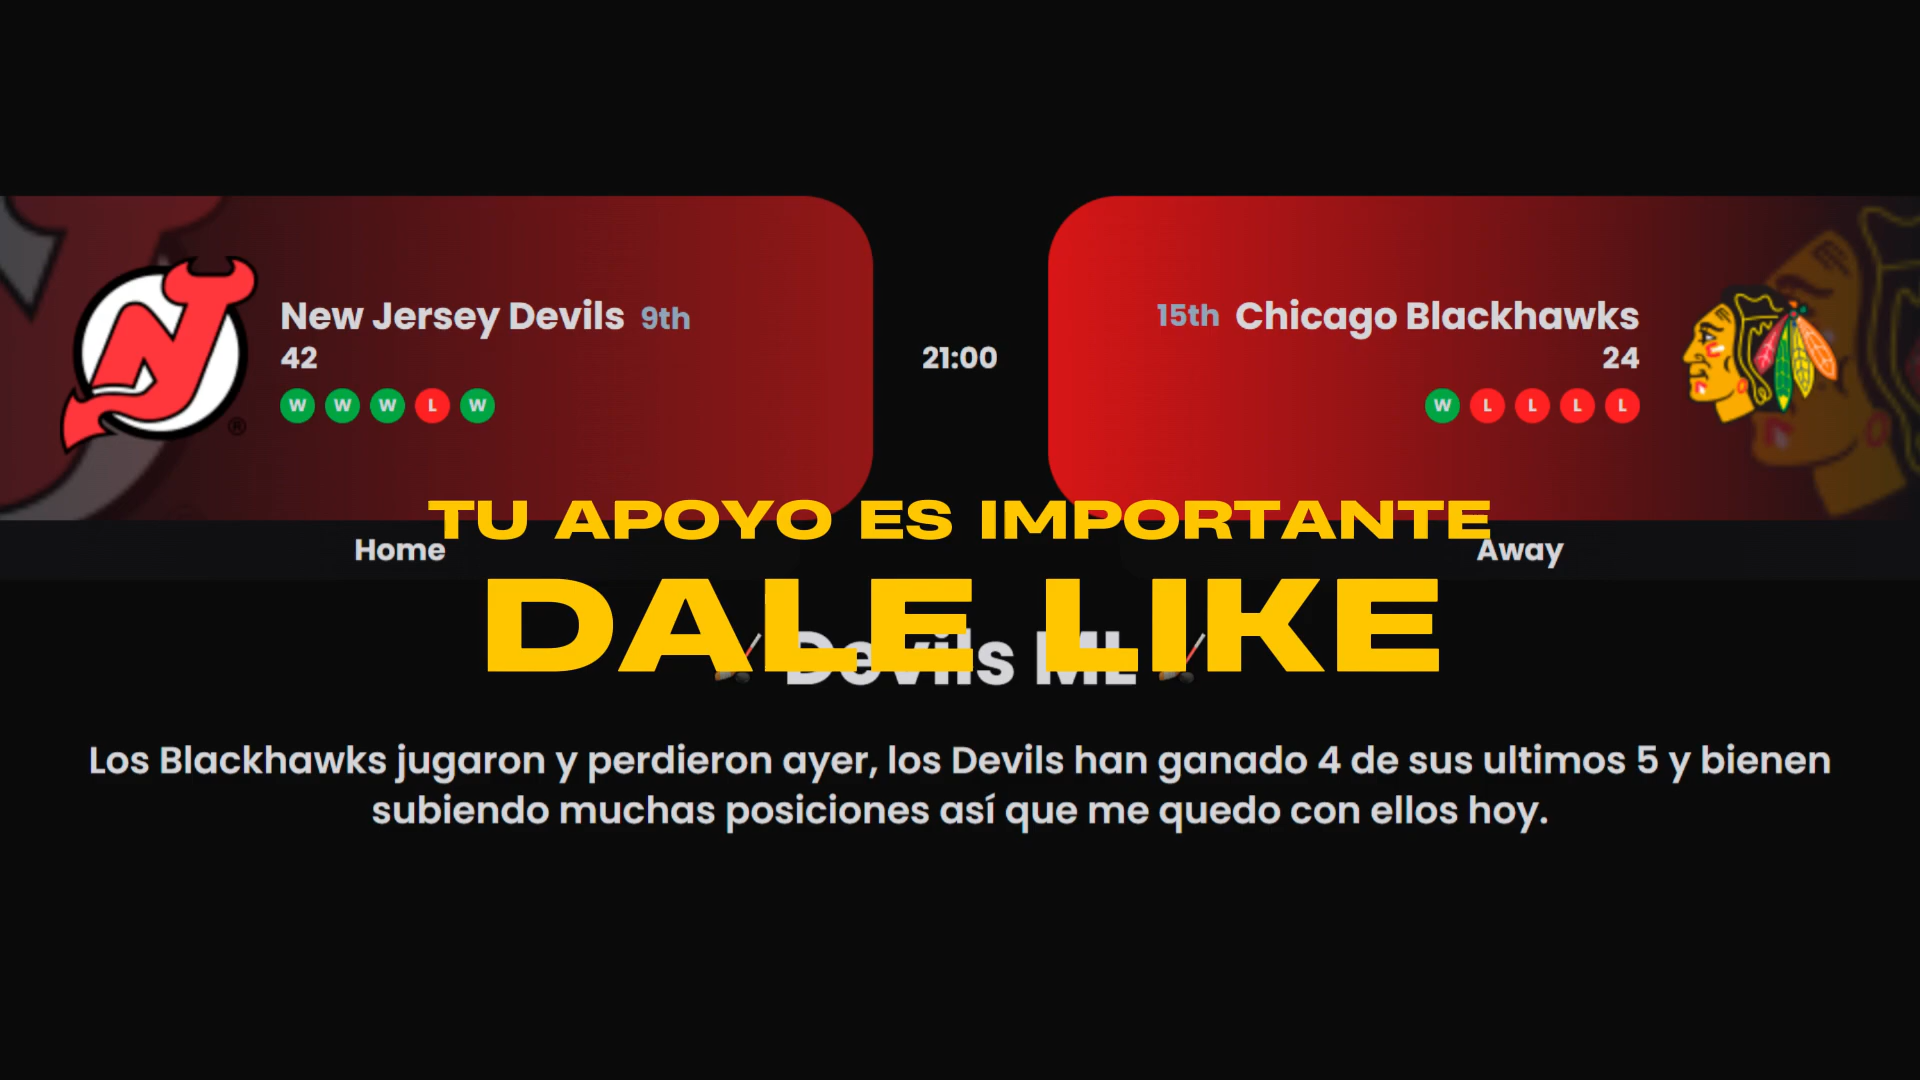 New Jersey Devils 9th
42
W W W L W
21:00
15th Chicago Blackhawks
24
W L L L L
TU APOYO ES IMPORTANTE
Home
Away
DALE LIKE
Devils ML
Los Blackhawks jugaron y perdieron ayer, los Devils han ganado 4 de sus ultimos 5 y bienen
subiendo muchas posiciones así que me quedo con ellos hoy.